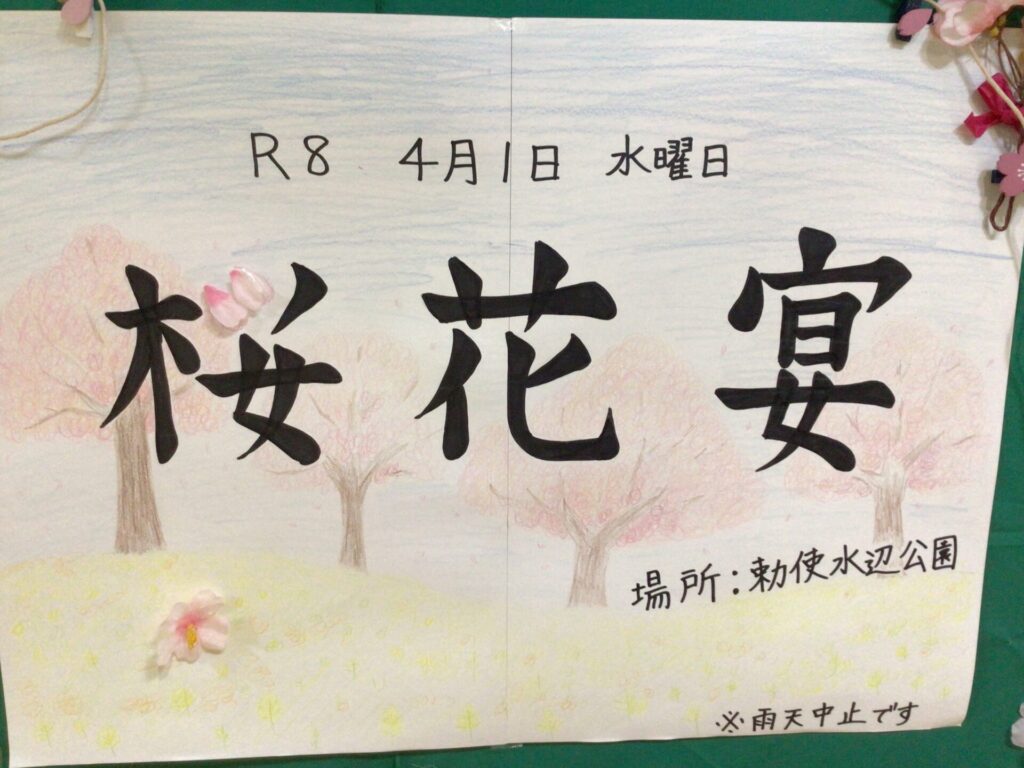 R8 4月1日 水曜日
桜花宴
場所:勅使水辺公園
※雨天中止です